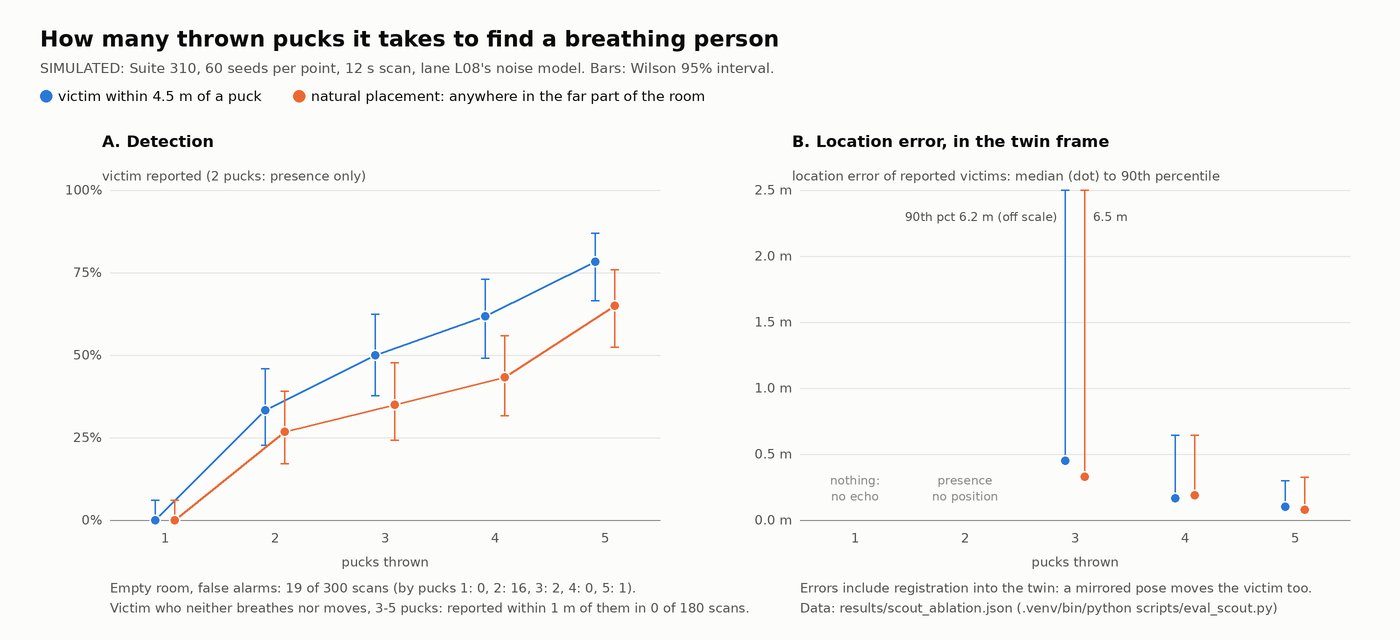 How many thrown pucks it takes to find a breathing person
SIMULATED: Suite 310, 60 seeds per point, 12 s scan, lane L08's noise model. Bars: Wilson 95% interval.
victim within 4.5 m of a puck
natural placement: anywhere in the far part of the room
A. Detection
victim reported (2 pucks: presence only)
100%
75%
50%
25%
0%
1 2 3 4 5
pucks thrown
Empty room, false alarms: 19 of 300 scans (by pucks 1: 0, 2: 16, 3: 2, 4: 0, 5: 1).
Victim who neither breathes nor moves, 3-5 pucks: reported within 1 m of them in 0 of 180 scans.
B. Location error, in the twin frame
location error of reported victims: median (dot) to 90th percentile
2.5 m
90th pct 6.2 m (off scale)
6.5 m
2.0 m
1.5 m
1.0 m
0.5 m
nothing:
no echo
presence
no position
0.0 m
1 2 3 4 5
pucks thrown
Errors include registration into the twin: a mirrored pose moves the victim too.
Data: results/scout_ablation.json (.venv/bin/python scripts/eval_scout.py)